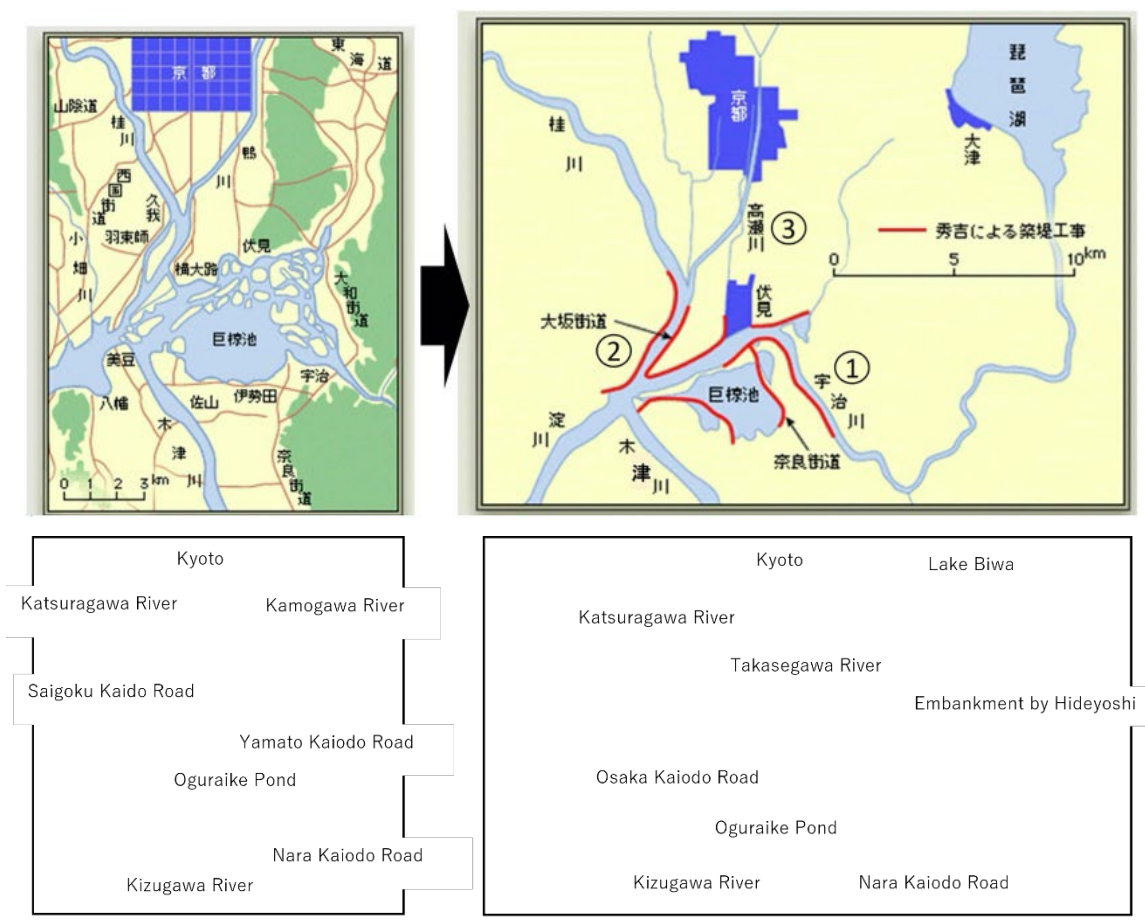 京都
東海道
山陰道
桂川
鴨川
西国街道
久我
羽束師
小畑川
伏見
横大路
大和街道
巨椋池
美豆
宇治
八幡
佐山
伊勢田
木津川
奈良街道
0 1 2 3 km
琵琶湖
京都
大津
桂川
高瀬川
③
秀吉による築堤工事
0 5 10 km
伏見
大坂街道
②
①
宇治川
巨椋池
淀川
木津川
奈良街道
Kyoto
Katsuragawa River
Kamogawa River
Saigoku Kaido Road
Yamato Kaiodo Road
Oguraike Pond
Nara Kaiodo Road
Kizugawa River
Kyoto
Lake Biwa
Katsuragawa River
Takasegawa River
Embankment by Hideyoshi
Osaka Kaiodo Road
Oguraike Pond
Kizugawa River
Nara Kaiodo Road